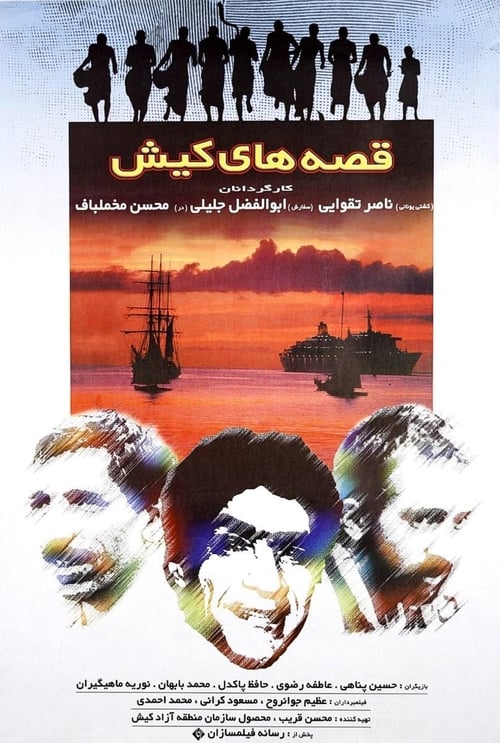 قصه های کیش
کارگردانان
(کشتی یونانی) ناصر تقوایی (سفارش) ابوالفضل جلیلی (در) محسن مخملباف
بازیگران : حسین پناهی . عاطفه رضوی . حافظ پاکدل . محمد بابهان . نوریه ماهیگیران
فیلمبرداران : عظیم جوانروح ، مسعود کرانی ، محمد احمدی
تهیه کننده : محسن قریب ، محصول سازمان منطقه آزاد کیش
پخش از : رسانه فیلمسازان